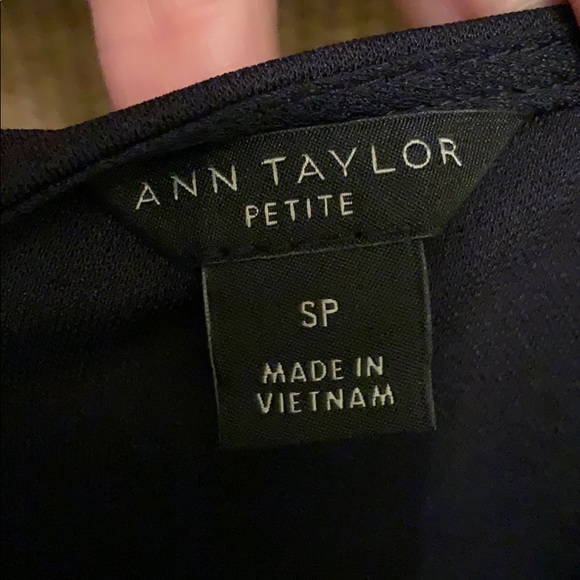 ANN TAYLOR
PETITE
SP
MADE IN
VIETNAM